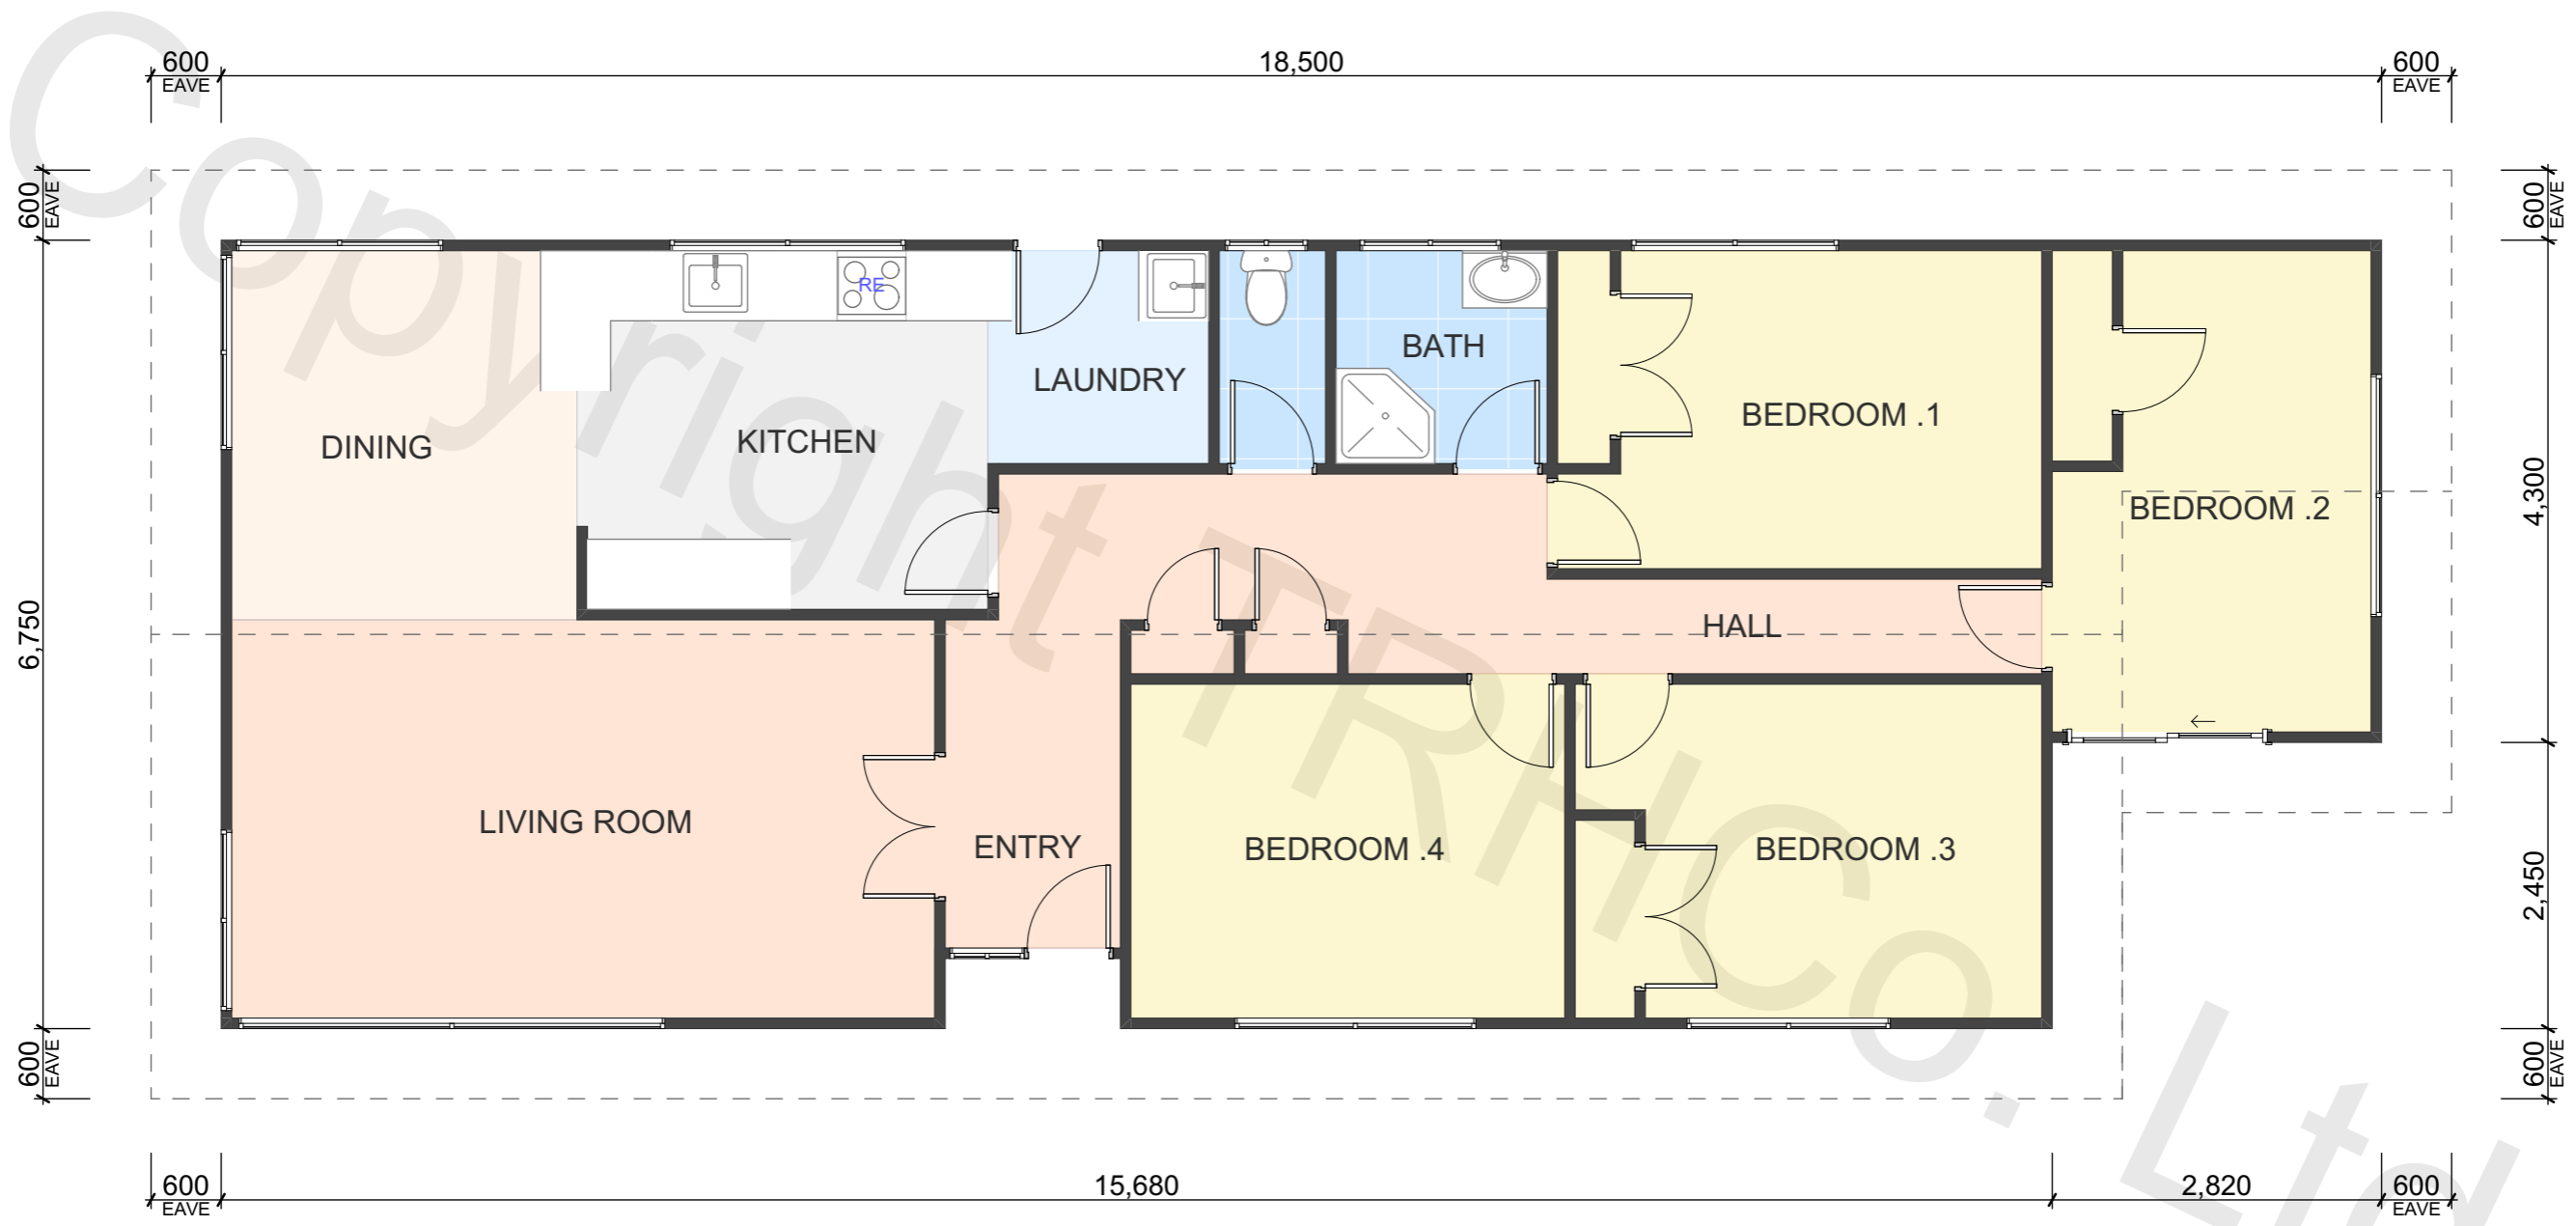 600
EAVE
18,500
600
EAVE
600
EAVE
600
EAVE
RE
BATH
LAUNDRY
BEDROOM .1
DINING
KITCHEN
BEDROOM .2
4,300
6,750
HALL
LIVING ROOM
ENTRY
BEDROOM .4
BEDROOM .3
2,450
600
EAVE
600
EAVE
600
EAVE
15,680
2,820
600
EAVE
Copyright TRHCo. Ltd